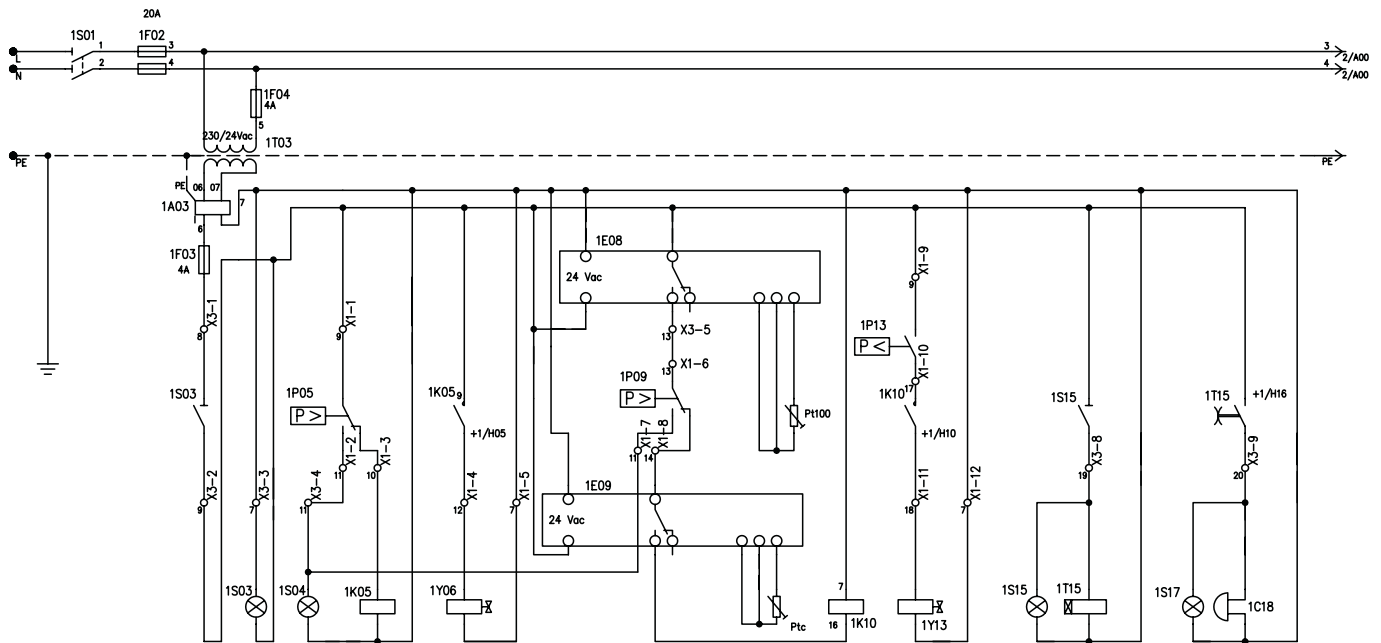 20A
1S01
1F02
1
3
3
L
2/A00
2
4
4
N
2/A00
1F04
4A
5
230/24Vac
1T03
PE
PE
PE
06
07
7
1A03
6
1F03
4A
1E08
24 Vac
X1-9
9
X3-1
8
X1-1
9
13
X3-5
1P13
P <
X1-10
17
13
X1-6
1S03
1P05
P >
1K05
9
+1/H05
1P09
P >
Pt100
1K10
+1/H10
1S15
1T15
+1/H16
X1-2
X1-3
X1-7
X1-8
11
14
X3-8
19
X3-9
20
11
10
X3-2
9
X3-3
7
X3-4
11
X1-4
12
X1-5
7
1E09
24 Vac
X1-11
18
X1-12
7
1S03
1S04
1K05
1Y06
Ptc
7
16
1K10
1Y13
1S15
1T15
1S17
1C18